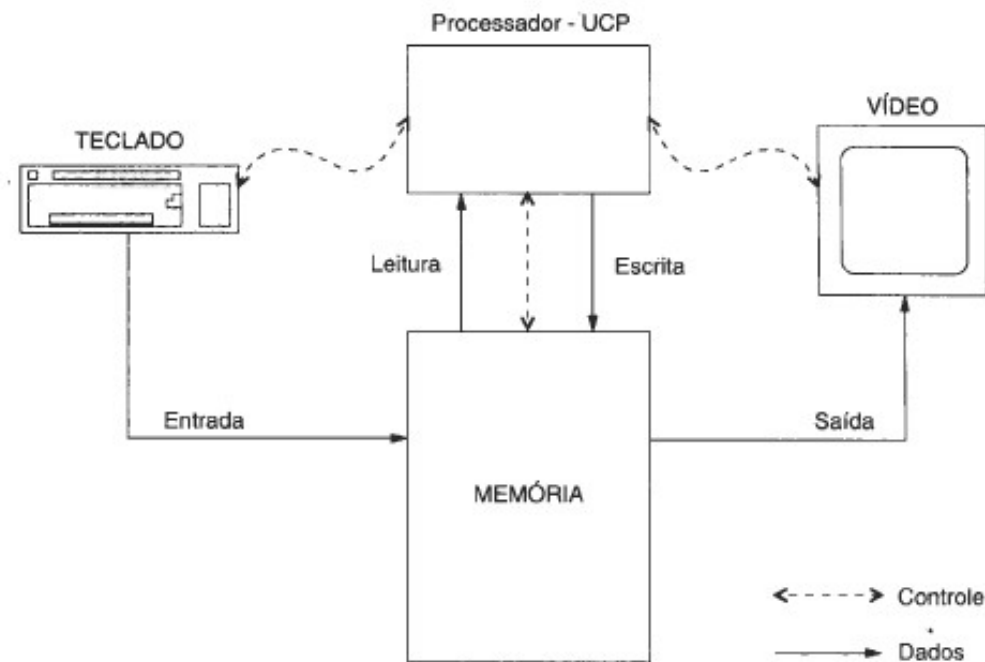 Processador - UCP
TECLADO
VÍDEO
Leitura
Escrita
Entrada
Saída
MEMÓRIA
Controle
Dados